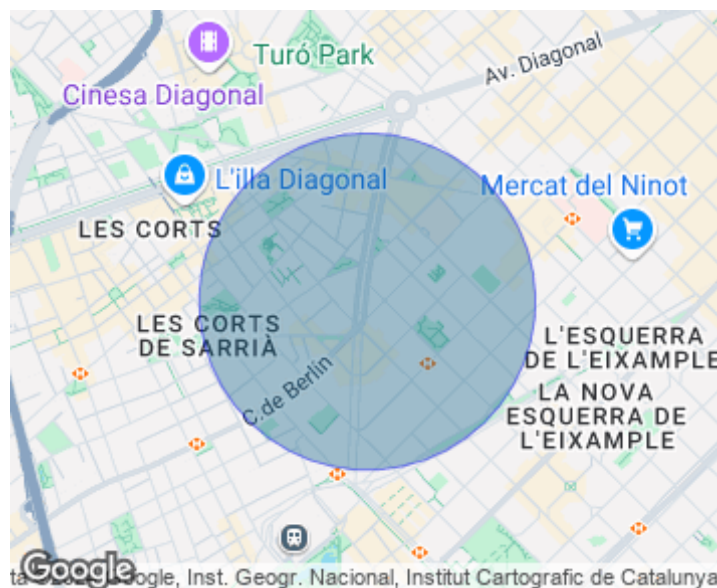 Turó Park
Av. Diagonal
Cinesa Diagonal
L'illa Diagonal
Mercat del Ninot
LES CORTS
LES CORTS
DE SARRIÀ
L'ESQUERRA
DE L'EIXAMPLE
C.de Berlín
LA NOVA
ESQUERRA DE
L'EIXAMPLE
Google
Google, Inst. Geogr. Nacional, Institut Cartografic de Catalunya